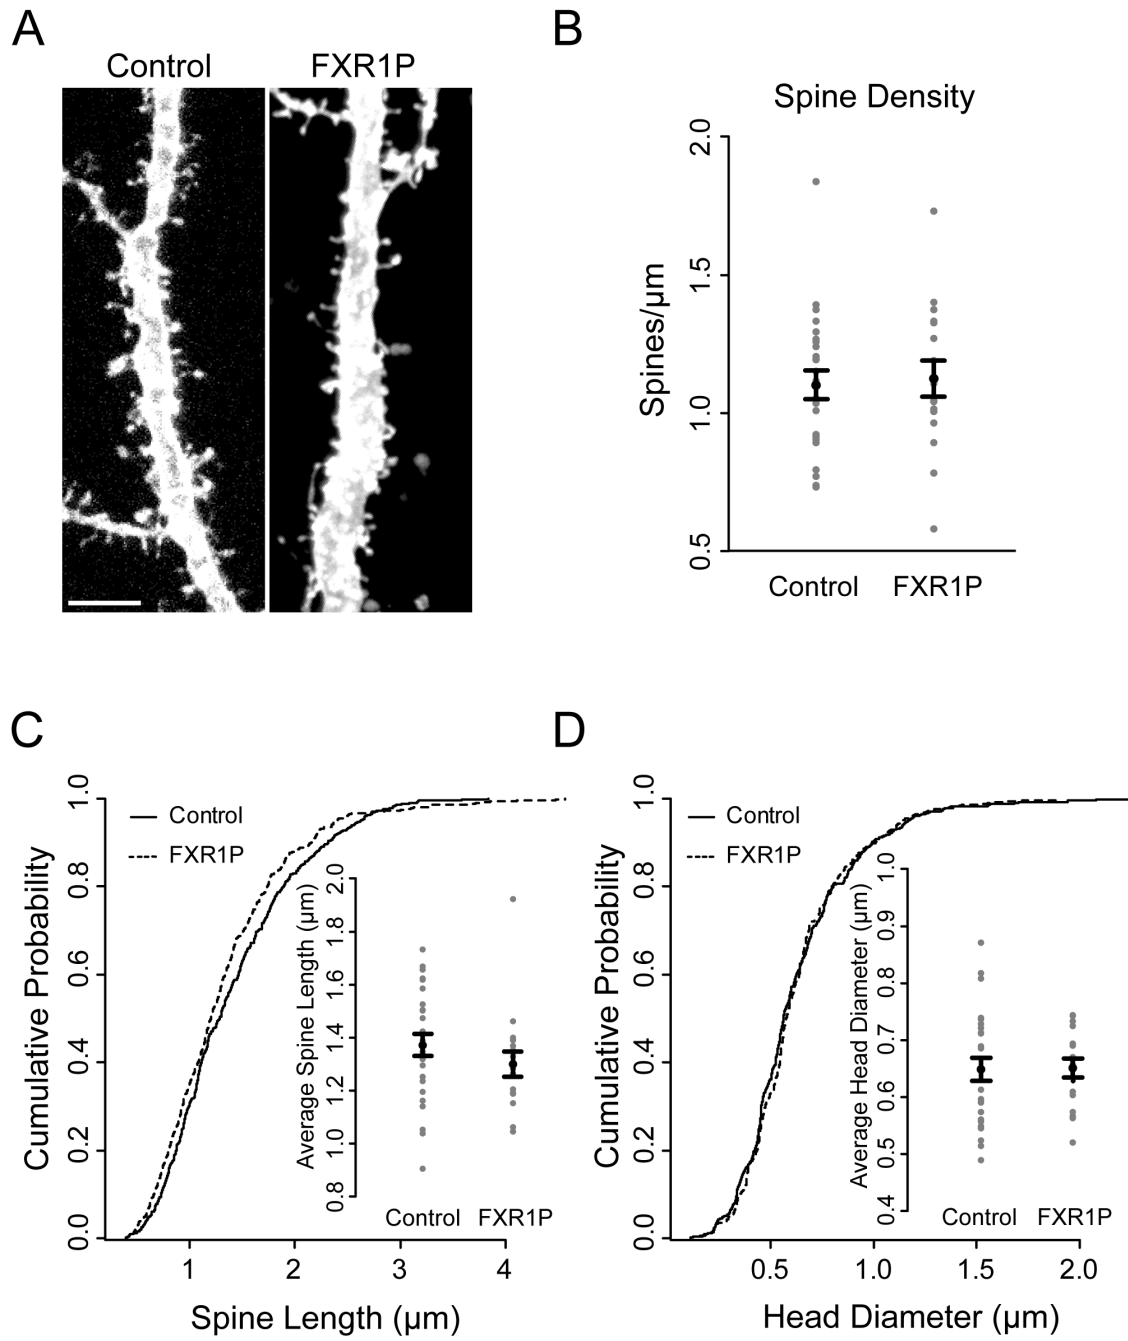 A
Control
FXR1P
B
Spine Density
Spines/μm
2.0
1.5
1.0
0.5
Control
FXR1P
C
Cumulative Probability
1.0
0.8
0.6
0.4
0.2
0.0
Control
FXR1P
Average Spine Length (μm)
2.0
1.8
1.6
1.4
1.2
1.0
0.8
Control
FXR1P
1
2
3
4
Spine Length (μm)
D
Cumulative Probability
1.0
0.8
0.6
0.4
0.2
0.0
Control
FXR1P
Average Head Diameter (μm)
1.0
0.9
0.8
0.7
0.6
0.5
0.4
Control
FXR1P
0.5
1.0
1.5
2.0
Head Diameter (μm)